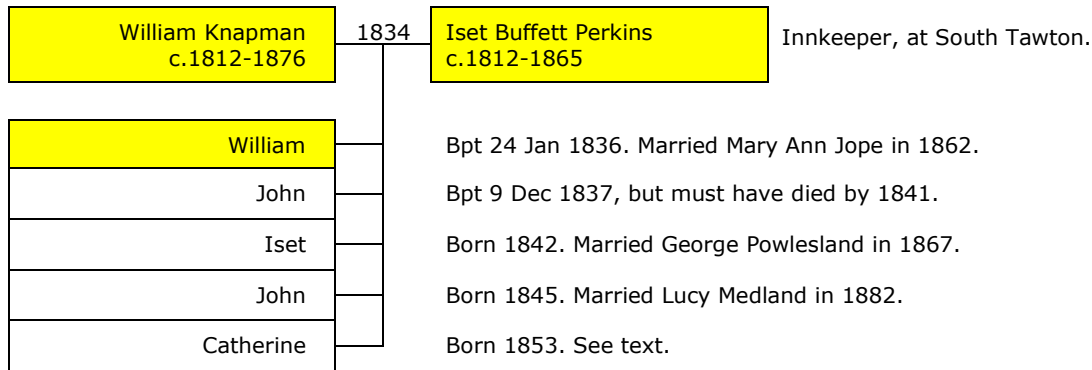 William Knapman 1834 Iset Buffett Perkins Innkeeper, at South Tawton.
c.1812-1876 c.1812-1865
William Bpt 24 Jan 1836. Married Mary Ann Jope in 1862.
John Bpt 9 Dec 1837, but must have died by 1841.
Iset Born 1842. Married George Powlesland in 1867.
John Born 1845. Married Lucy Medland in 1882.
Catherine Born 1853. See text.